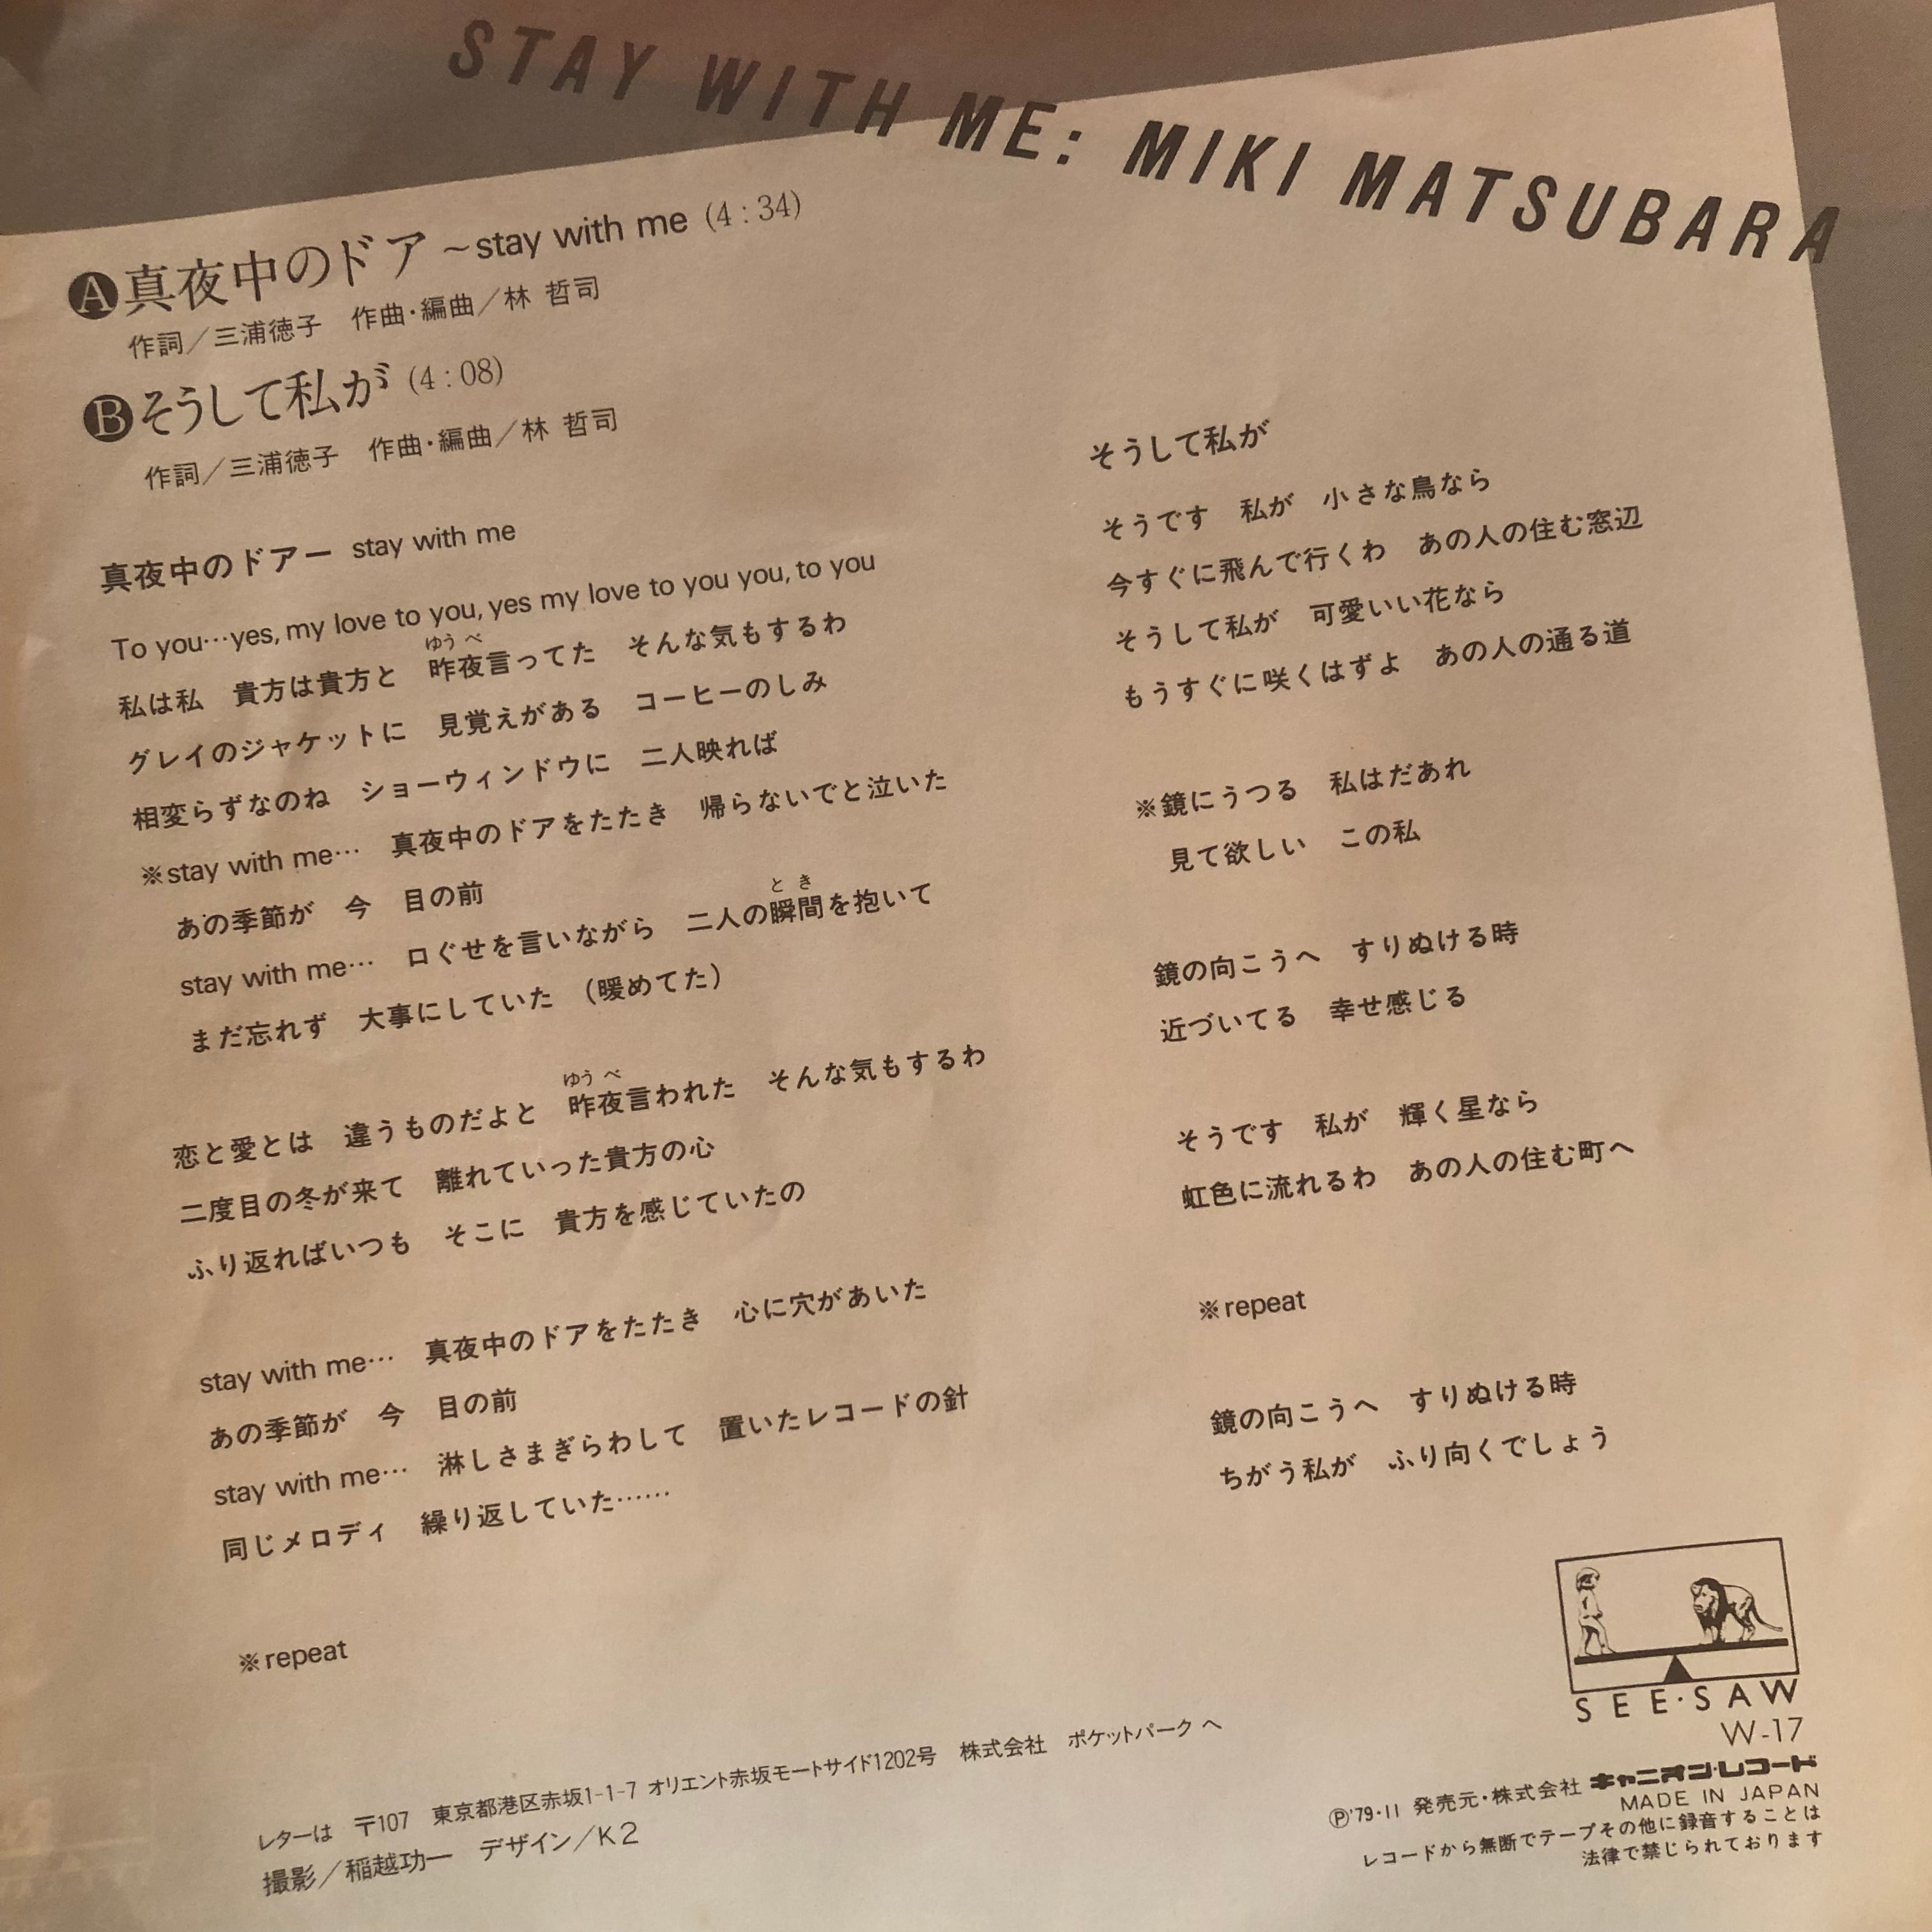 STAY WITH ME: MIKI MATSUBARA
A 真夜中のドア ～stay with me (4:34)
作詞／三浦徳子　作曲・編曲／林 哲司
B そうして私が (4:08)
作詞／三浦徳子　作曲・編曲／林 哲司
真夜中のドアー stay with me
To you…yes, my love to you, yes my love to you you, to you
ゆうべ
私は私　貴方は貴方と　昨夜言ってた　そんな気もするわ
グレイのジャケットに　見覚えがある　コーヒーのしみ
相変らずなのね　ショーウィンドウに　二人映れば
※stay with me…　真夜中のドアをたたき　帰らないでと泣いた
あの季節が　今　目の前
とき
stay with me…　口ぐせを言いながら　二人の瞬間を抱いて
まだ忘れず　大事にしていた　（暖めてた）
ゆうべ
恋と愛とは　違うものだよと　昨夜言われた　そんな気もするわ
二度目の冬が来て　離れていった貴方の心
ふり返ればいつも　そこに　貴方を感じていたの
stay with me…　真夜中のドアをたたき　心に穴があいた
あの季節が　今　目の前
stay with me…　淋しさまぎらわして　置いたレコードの針
同じメロディ　繰り返していた……
※repeat
そうして私が
そうです　私が　小さな鳥なら
今すぐに飛んで行くわ　あの人の住む窓辺
そうして私が　可愛いい花なら
もうすぐに咲くはずよ　あの人の通る道
※鏡にうつる　私はだあれ
見て欲しい　この私
鏡の向こうへ　すりぬける時
近づいてる　幸せ感じる
そうです　私が　輝く星なら
虹色に流れるわ　あの人の住む町へ
※repeat
鏡の向こうへ　すりぬける時
ちがう私が　ふり向くでしょう
SEE・SAW
W-17
レターは　〒107　東京都港区赤坂1-1-7 オリエント赤坂モートサイド1202号　株式会社　ポケットパークへ
撮影／稲越功一　デザイン／K2
Ⓟ'79・11 発売元・株式会社 キャニオン・レコード
MADE IN JAPAN
レコードから無断でテープその他に録音することは
法律で禁じられております